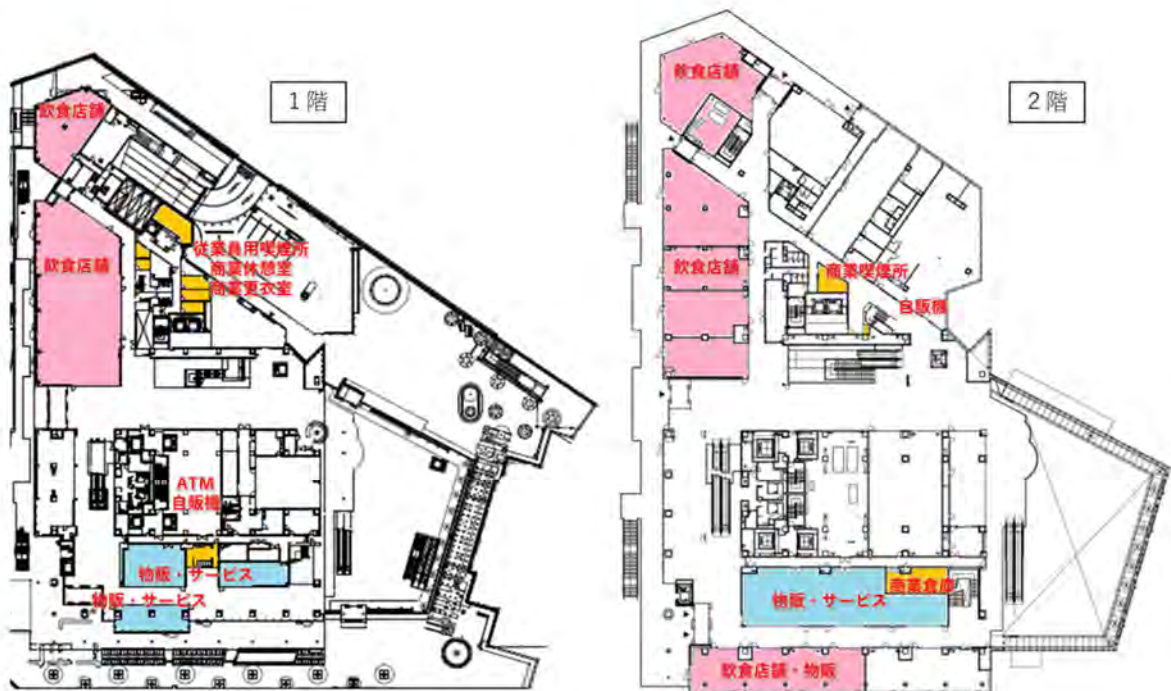 1階
飲食店舗
従業員用喫煙所
商業休憩室
商業更衣室
飲食店舗
ATM
自販機
物販・サービス
物販・サービス
2階
飲食店舗
飲食店舗
商業喫煙所
自販機
商業倉庫
物販・サービス
飲食店舗・物販